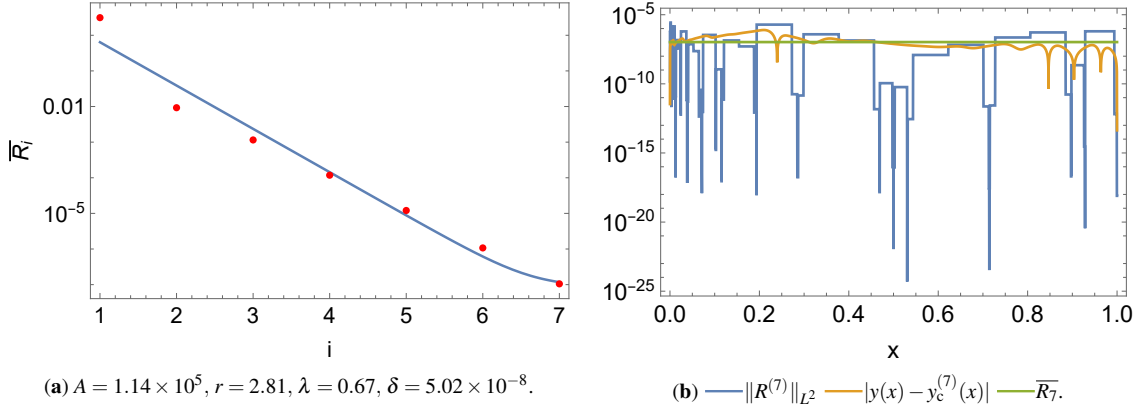 0.01
10⁻⁵
R̅ᵢ
1 2 3 4 5 6 7
i
(a) A = 1.14 × 10⁵, r = 2.81, λ = 0.67, δ = 5.02 × 10⁻⁸.
10⁻⁵
10⁻¹⁰
10⁻¹⁵
10⁻²⁰
10⁻²⁵
0.0 0.2 0.4 0.6 0.8 1.0
x
(b) ‖R⁽⁷⁾‖_L² |y(x) − y_c⁽⁷⁾(x)| R̅₇.